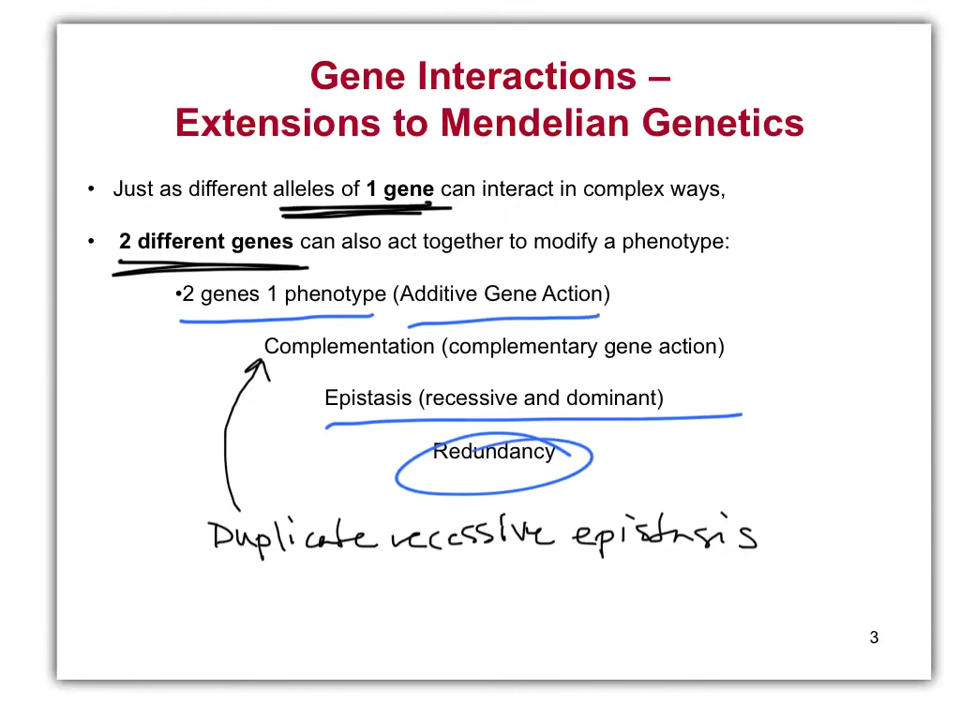 Gene Interactions –
Extensions to Mendelian Genetics
• Just as different alleles of 1 gene can interact in complex ways,
• 2 different genes can also act together to modify a phenotype:
•2 genes 1 phenotype (Additive Gene Action)
Complementation (complementary gene action)
Epistasis (recessive and dominant)
Redundancy
Duplicate recessive epistasis
3